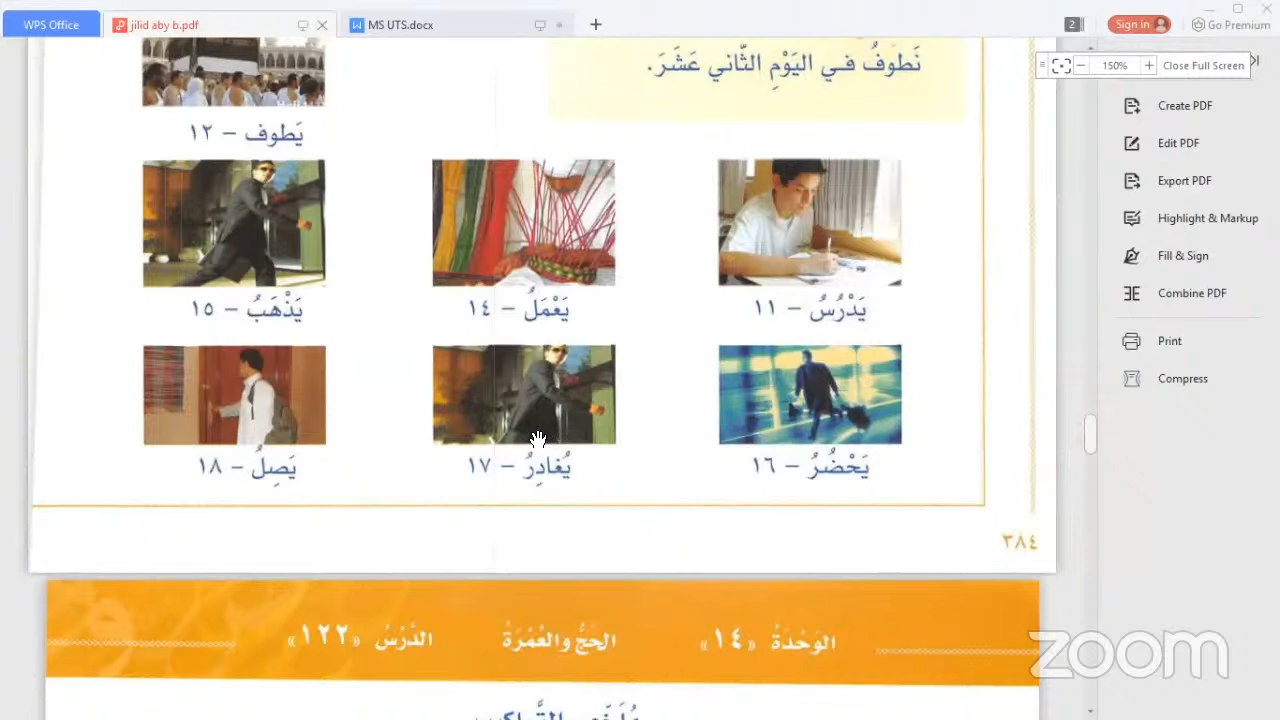 WPS Office
jilid aby b.pdf
MS UTS.docx
2
Sign in
Go Premium
150%
Close Full Screen
نَطوفُ في اليَوْمِ الثّاني عَشَرَ.
يَطوف – ١٢
يَدْرُسُ – ١١
يَعْمَلُ – ١٤
يَذْهَبُ – ١٥
يَحْضُرُ – ١٦
يُغادِرُ – ١٧
يَصِلُ – ١٨
٣٨٤
الوَحْدَةُ «١٤»
الحَجُّ والعُمْرَةُ
الدَّرْسُ «١٢٢»
Create PDF
Edit PDF
Export PDF
Highlight & Markup
Fill & Sign
Combine PDF
Print
Compress
zoom